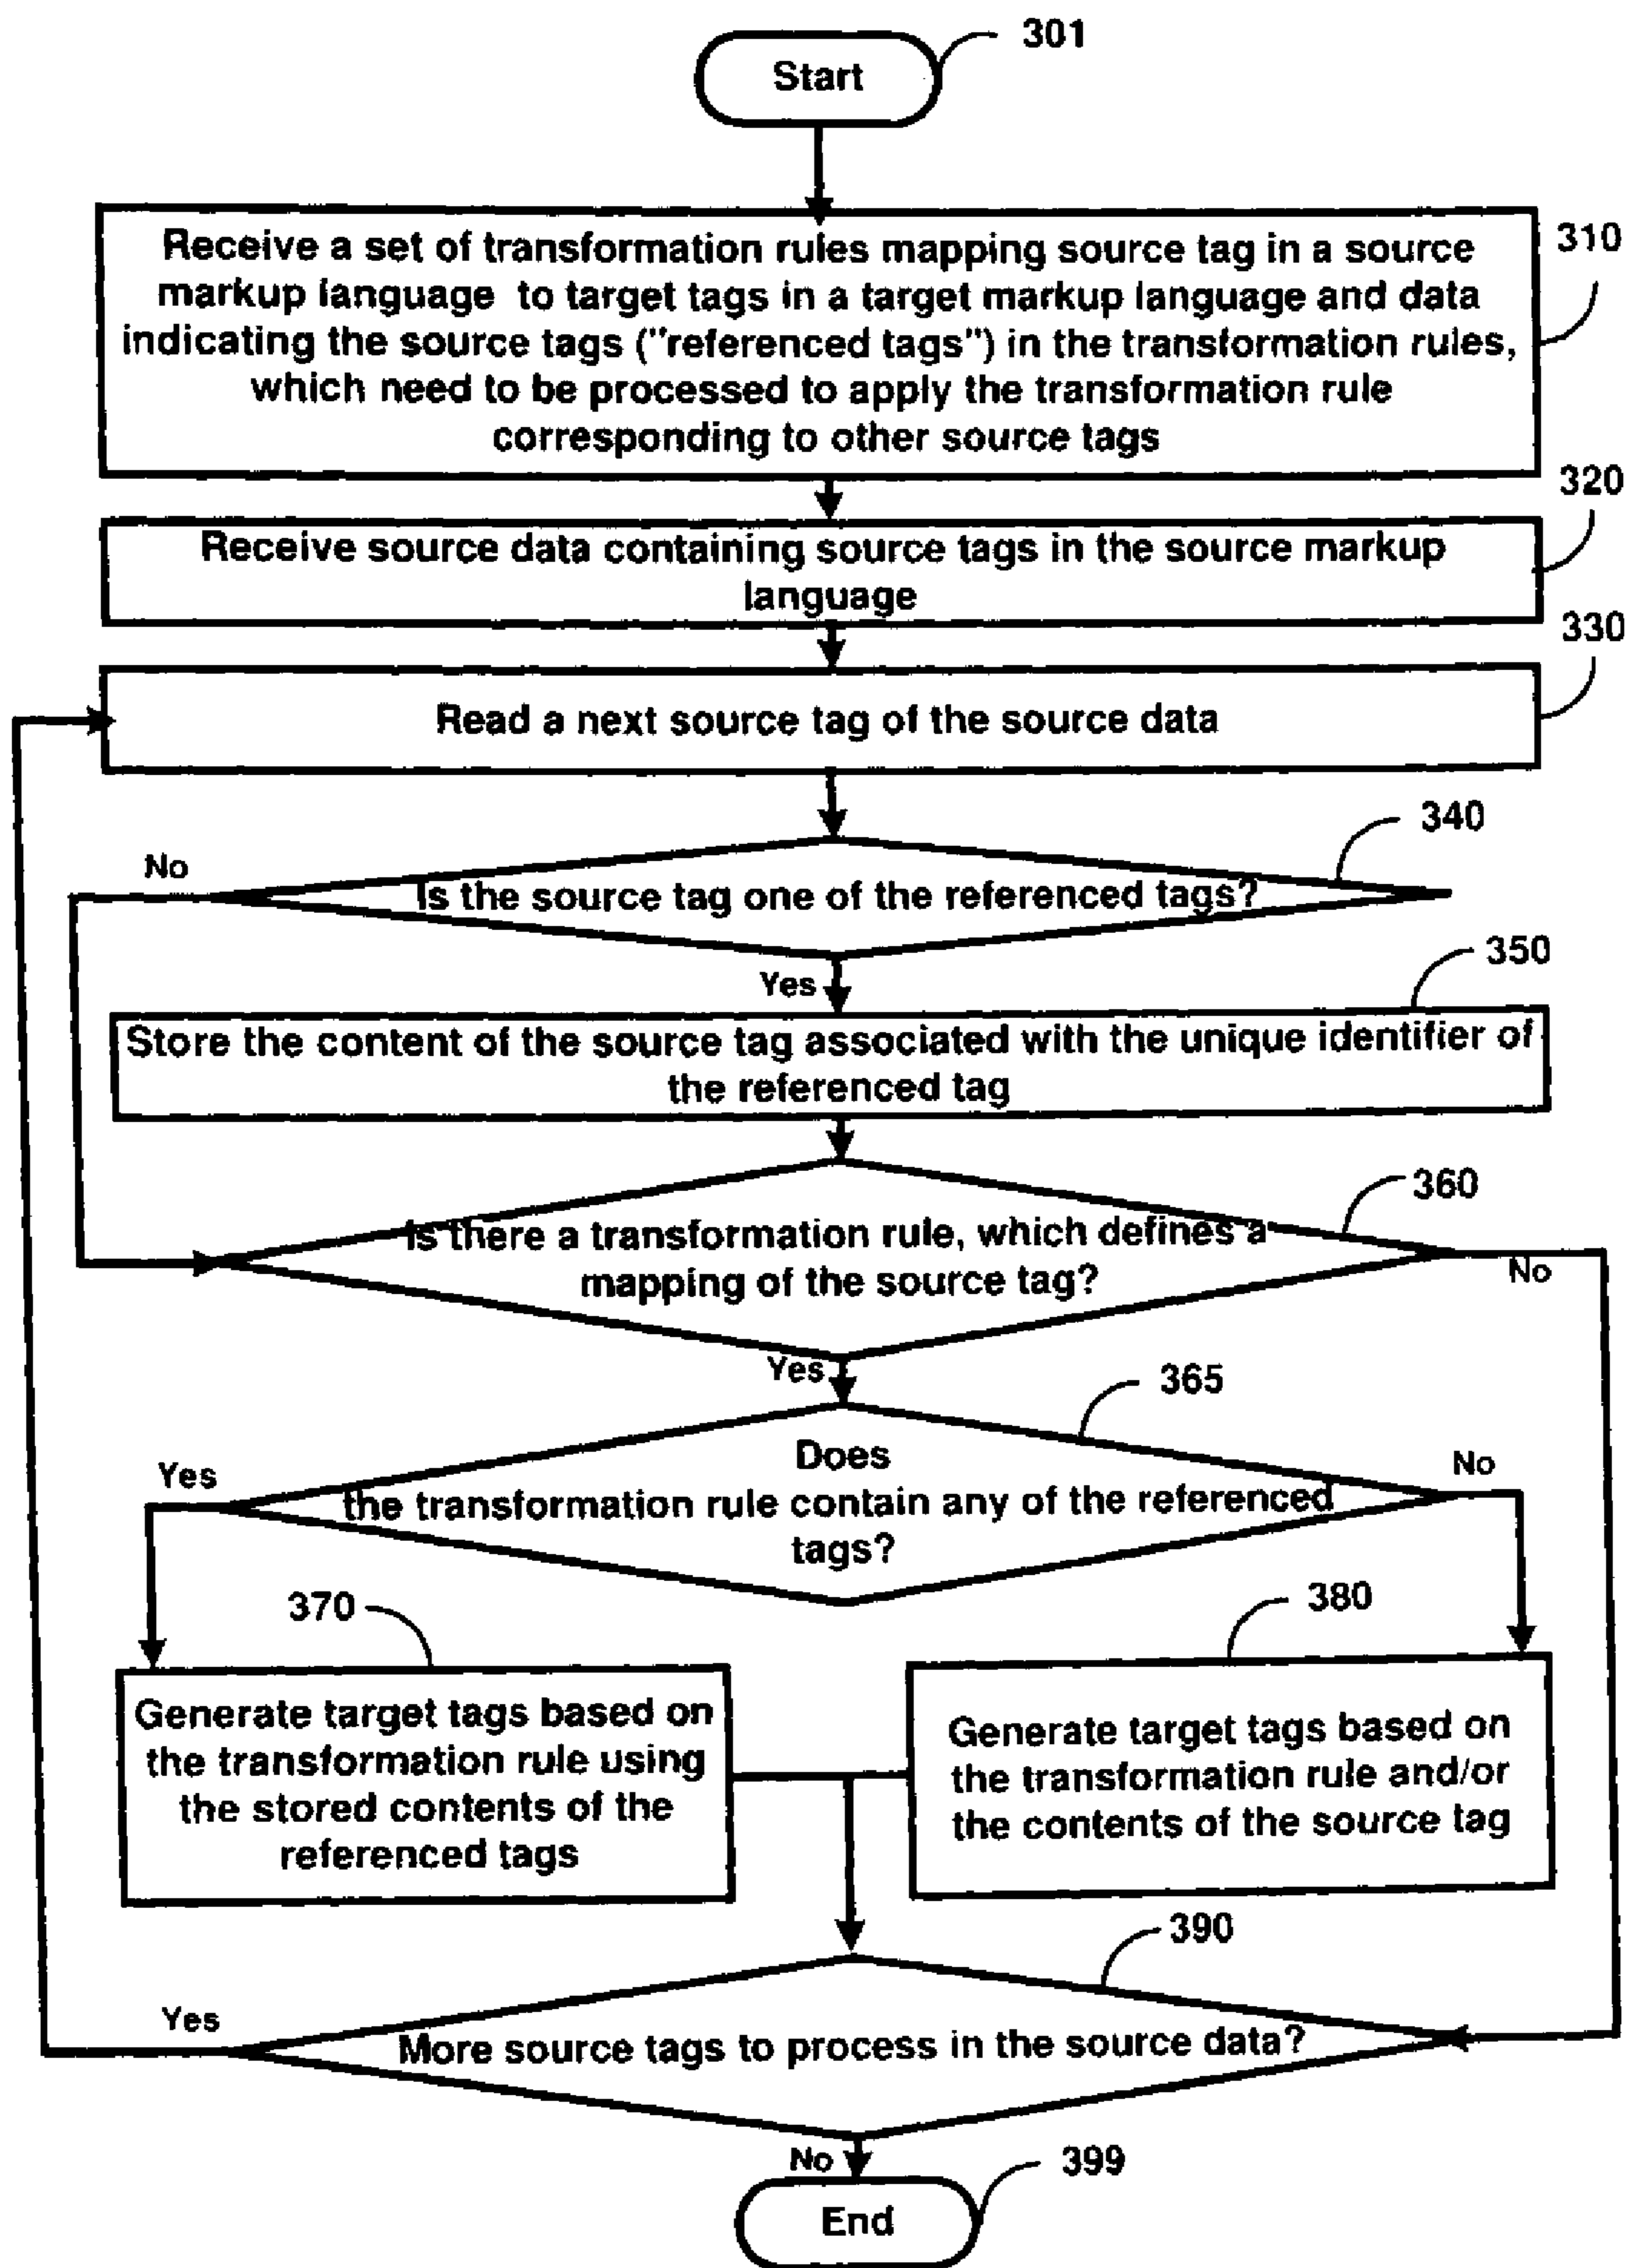 301
Start
310
Receive a set of transformation rules mapping source tag in a source
markup language to target tags in a target markup language and data
indicating the source tags ("referenced tags") in the transformation rules,
which need to be processed to apply the transformation rule
corresponding to other source tags
320
Receive source data containing source tags in the source markup
language
330
Read a next source tag of the source data
340
No
Is the source tag one of the referenced tags?
350
Yes
Store the content of the source tag associated with the unique identifier of
the referenced tag
360
Is there a transformation rule, which defines a
mapping of the source tag?
No
Yes
365
Does
the transformation rule contain any of the referenced
tags?
Yes
No
370
380
Generate target tags based on
the transformation rule using
the stored contents of the
referenced tags
Generate target tags based on
the transformation rule and/or
the contents of the source tag
390
Yes
More source tags to process in the source data?
No
399
End